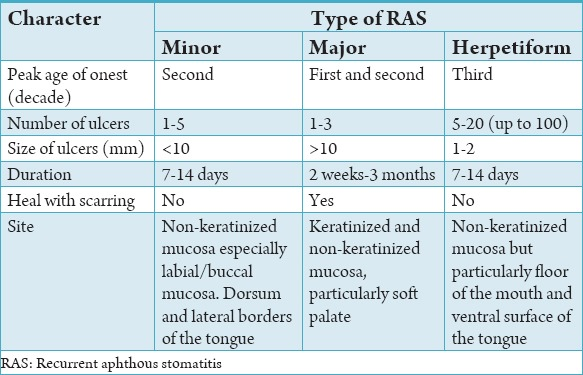 Character Type of RAS
Minor Major Herpetiform
Peak age of onest Second First and second Third
(decade)
Number of ulcers 1-5 1-3 5-20 (up to 100)
Size of ulcers (mm) <10 >10 1-2
Duration 7-14 days 2 weeks-3 months 7-14 days
Heal with scarring No Yes No
Site Non-keratinized Keratinized and Non-keratinized
mucosa especially non-keratinized mucosa but
labial/buccal mucosa, particularly floor
mucosa. Dorsum particularly soft of the mouth and
and lateral borders palate ventral surface of
of the tongue the tongue
RAS: Recurrent aphthous stomatitis